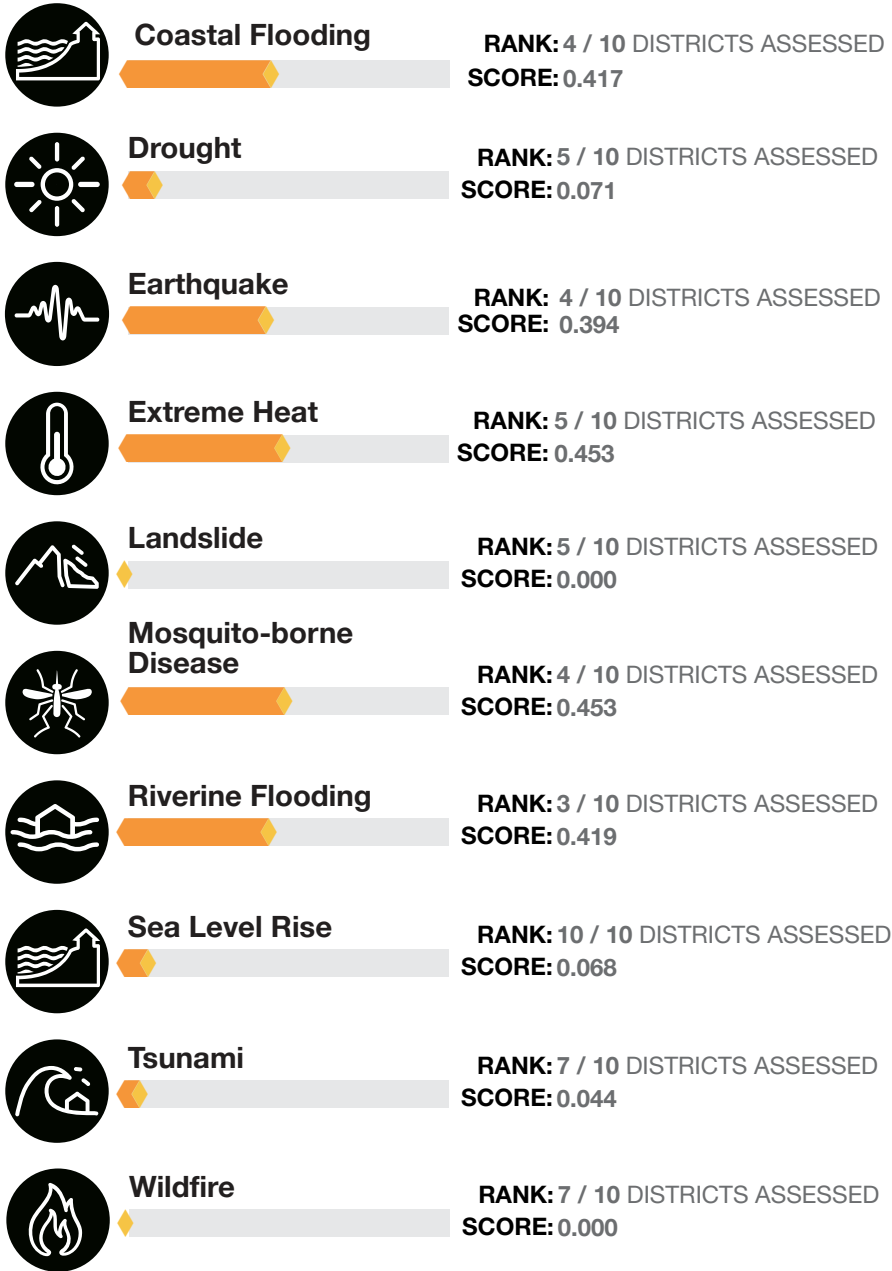 Coastal Flooding
RANK: 4 / 10 DISTRICTS ASSESSED
SCORE: 0.417
Drought
RANK: 5 / 10 DISTRICTS ASSESSED
SCORE: 0.071
Earthquake
RANK: 4 / 10 DISTRICTS ASSESSED
SCORE: 0.394
Extreme Heat
RANK: 5 / 10 DISTRICTS ASSESSED
SCORE: 0.453
Landslide
RANK: 5 / 10 DISTRICTS ASSESSED
SCORE: 0.000
Mosquito-borne
Disease
RANK: 4 / 10 DISTRICTS ASSESSED
SCORE: 0.453
Riverine Flooding
RANK: 3 / 10 DISTRICTS ASSESSED
SCORE: 0.419
Sea Level Rise
RANK: 10 / 10 DISTRICTS ASSESSED
SCORE: 0.068
Tsunami
RANK: 7 / 10 DISTRICTS ASSESSED
SCORE: 0.044
Wildfire
RANK: 7 / 10 DISTRICTS ASSESSED
SCORE: 0.000